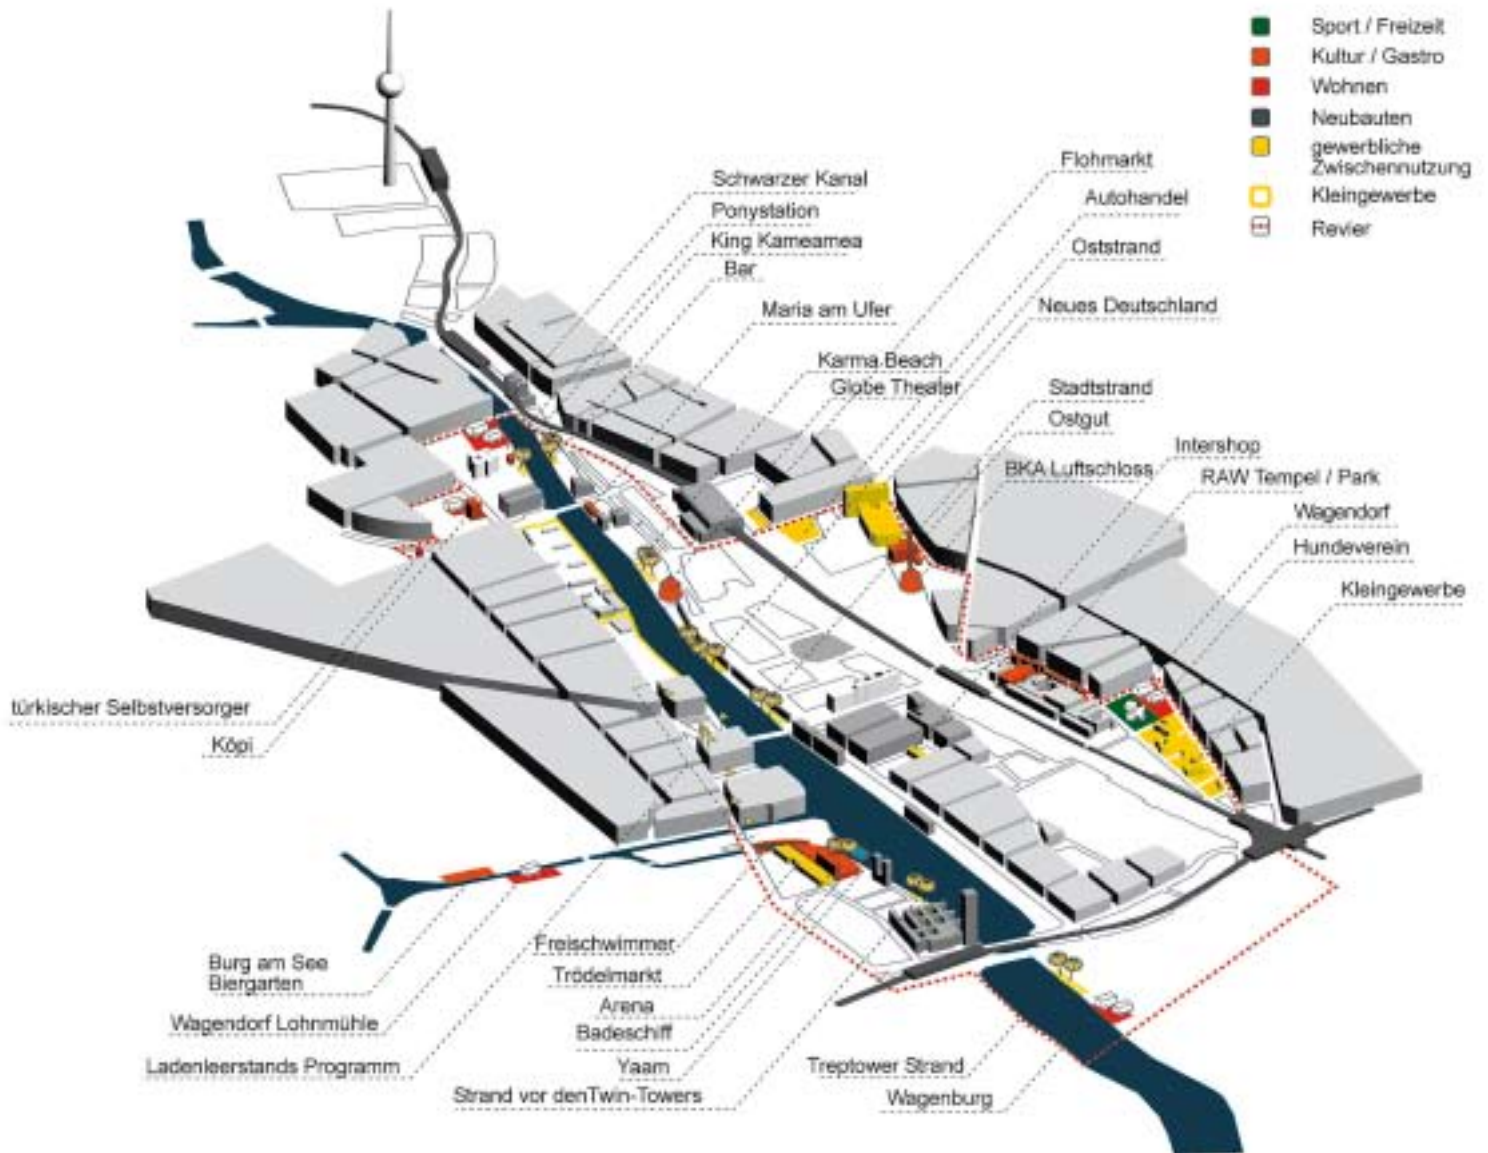 Sport / Freizeit
Kultur / Gastro
Wohnen
Neubauten
gewerbliche
Zwischennutzung
Kleingewerbe
Revier
Flohmarkt
Schwarzer Kanal
Autohandel
Ponystation
King Kameamea
Oststrand
Bar
Maria am Ufer
Neues Deutschland
Karma Beach
Globe Theater
Stadtstrand
Ostgut
Intershop
BKA Luftschloss
RAW Tempel / Park
Wagendorf
Hundeverein
Kleingewerbe
türkischer Selbstversorger
Köpi
Freischwimmer
Burg am See
Biergarten
Trödelmarkt
Arena
Wagendorf Lohnmühle
Badeschiff
Ladenleerstands Programm
Yaam
Treptower Strand
Strand vor denTwin-Towers
Wagenburg